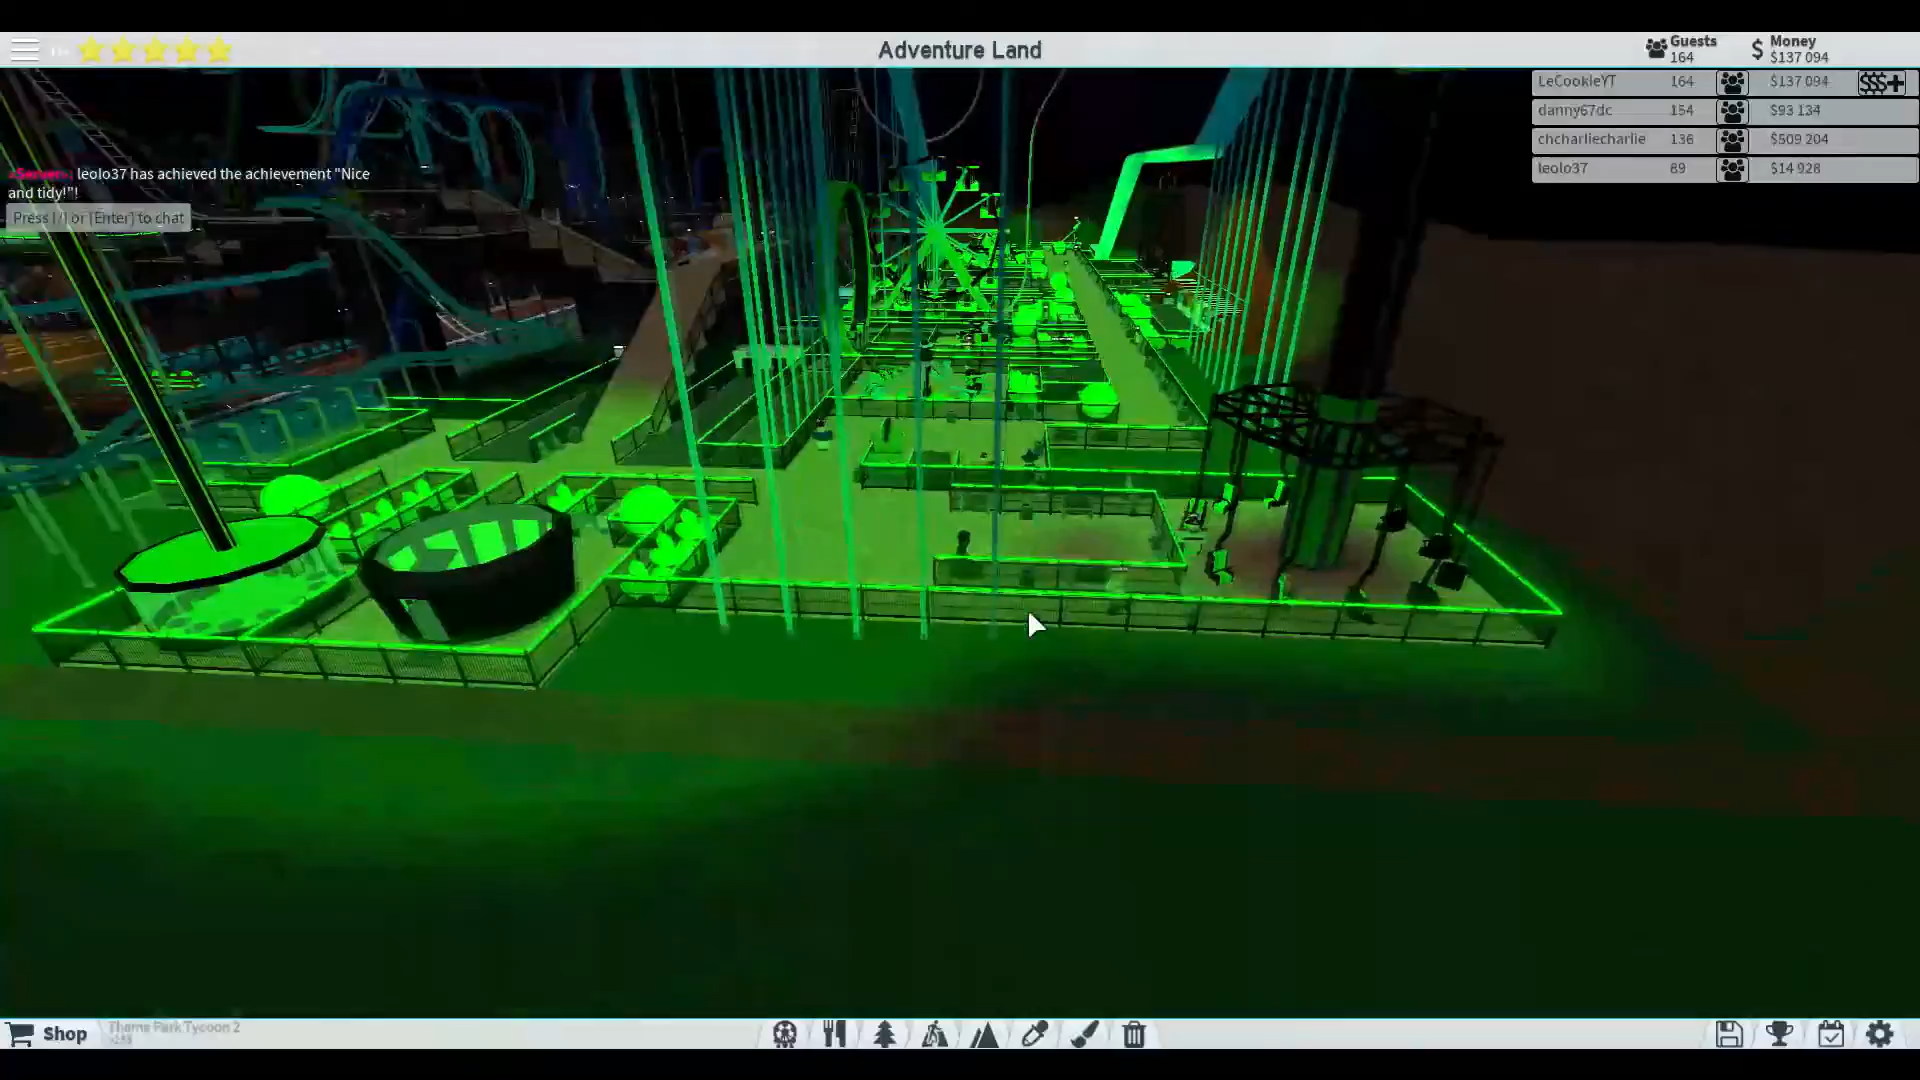 Adventure Land
Guests
164
$
Money
$137 094
LeCookieYT 164 $137 094 $$$+
danny67dc 154 $93 134
chcharliecharlie 136 $509 204
leolo37 89 $14 928
leolo37 has achieved the achievement "Nice
and tidy!"!
Press [/] or [Enter] to chat
Shop
Theme Park Tycoon 2